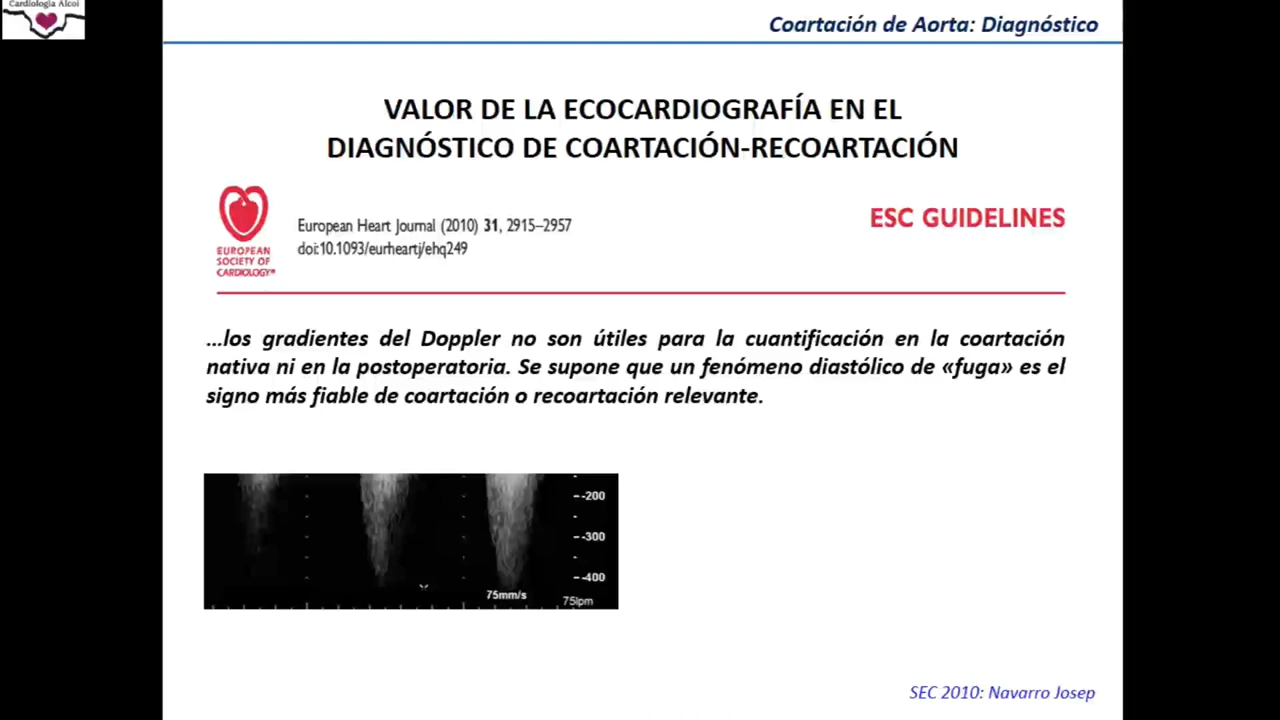 Cardiología Alcoi
Coartación de Aorta: Diagnóstico
VALOR DE LA ECOCARDIOGRAFÍA EN EL
DIAGNÓSTICO DE COARTACIÓN-RECOARTACIÓN
EUROPEAN
SOCIETY OF
CARDIOLOGY®
European Heart Journal (2010) 31, 2915–2957
doi:10.1093/eurheartj/ehq249
ESC GUIDELINES
...los gradientes del Doppler no son útiles para la cuantificación en la coartación
nativa ni en la postoperatoria. Se supone que un fenómeno diastólico de «fuga» es el
signo más fiable de coartación o recoartación relevante.
-200
-300
-400
75mm/s
75lpm
SEC 2010: Navarro Josep